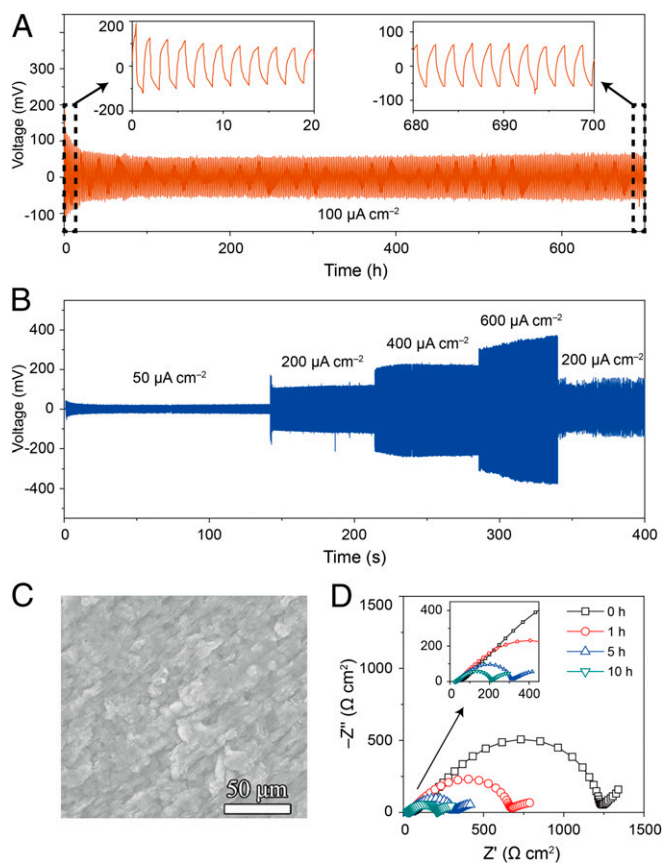 A
Voltage (mV)
400
300
200
100
0
-100
200
0
-200
0
5
10
15
20
100
0
-100
680
690
700
100 µA cm⁻²
0
200
400
600
Time (h)
B
Voltage (mV)
400
200
0
-200
-400
50 µA cm⁻²
200 µA cm⁻²
400 µA cm⁻²
600 µA cm⁻²
200 µA cm⁻²
0
100
200
300
400
Time (s)
C
50 µm
D
–Z'' (Ω cm²)
1500
1000
500
0
400
200
0
0
200
400
0 h
1 h
5 h
10 h
0
500
1000
1500
Z' (Ω cm²)